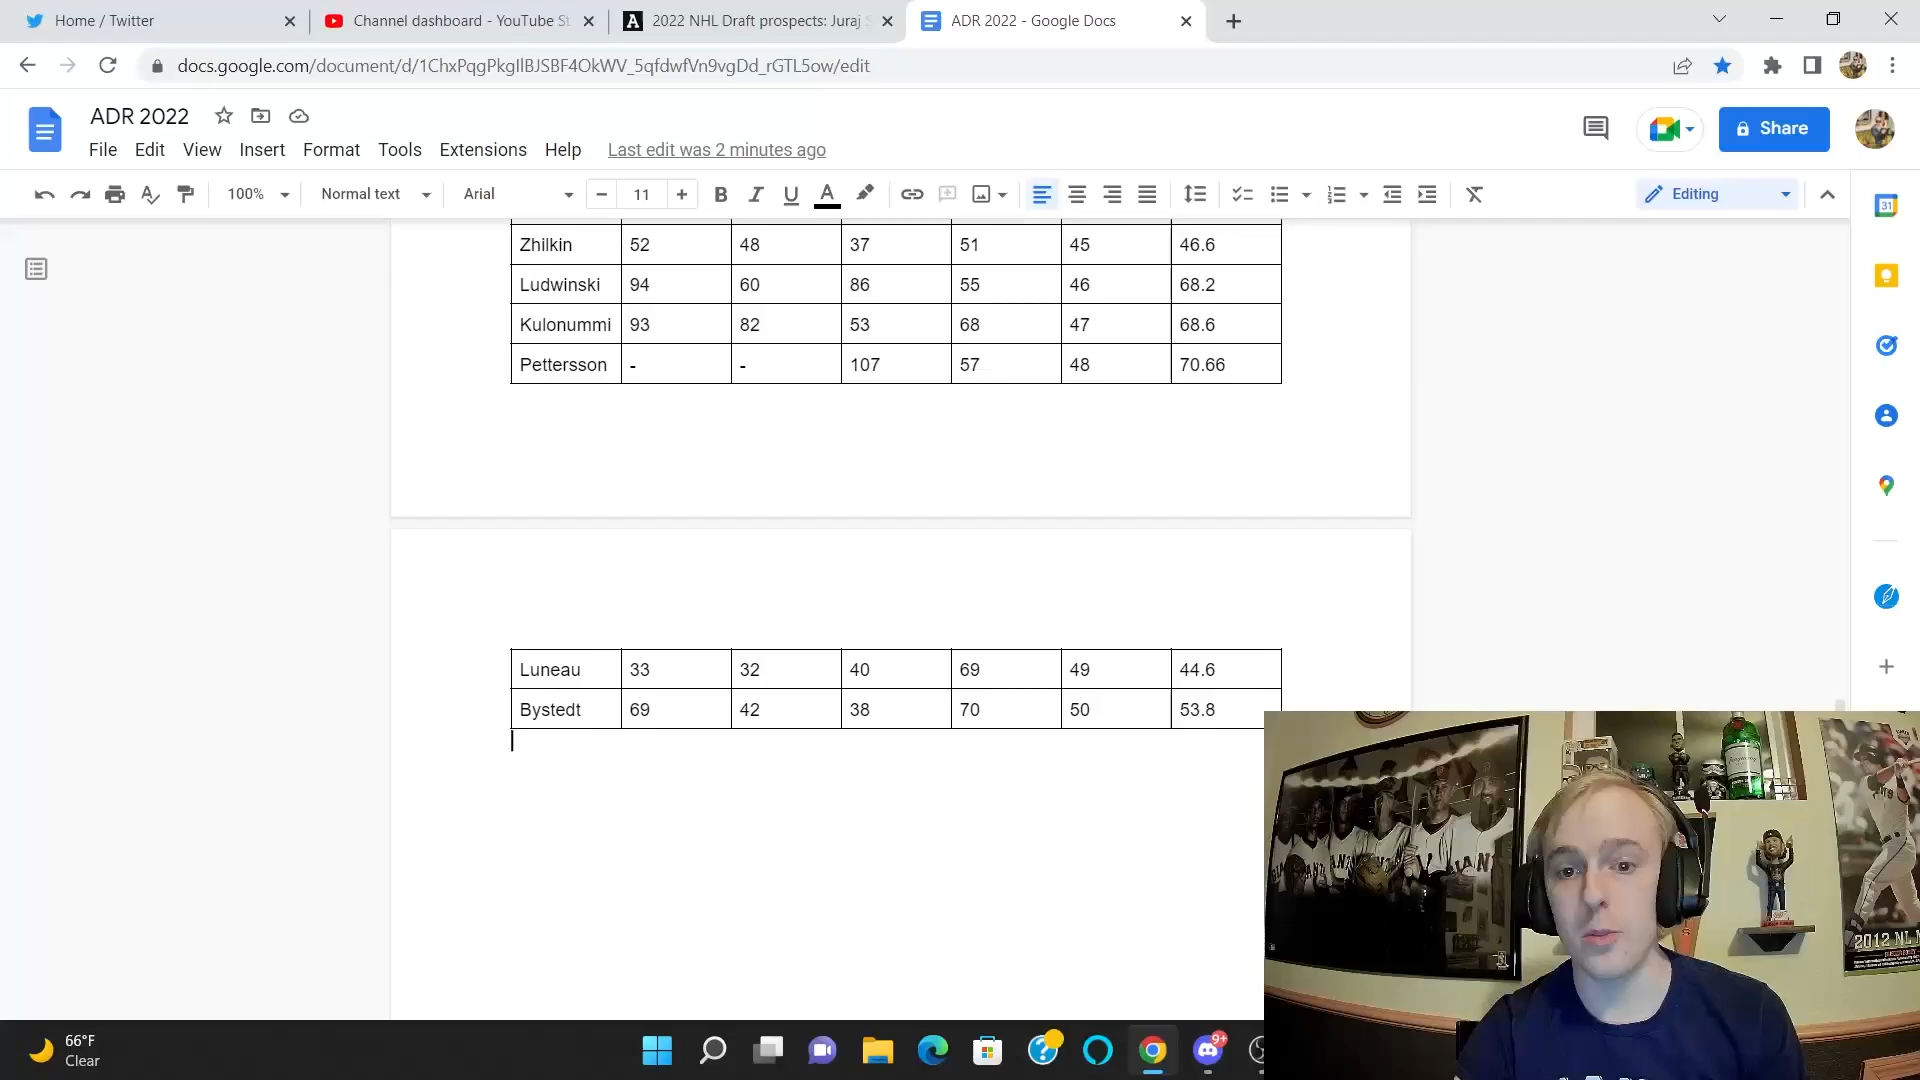 Home / Twitter
Channel dashboard - YouTube St
A 2022 NHL Draft prospects: Juraj S
ADR 2022 - Google Docs
docs.google.com/document/d/1ChxPqgPkgIlBJSBF4OkWV_5qfdwfVn9vgDd_rGTL5ow/edit
ADR 2022
Share
File Edit View Insert Format Tools Extensions Help Last edit was 2 minutes ago
100% Normal text Arial 11 B I U A Editing
31
Zhilkin 52 48 37 51 45 46.6
Ludwinski 94 60 86 55 46 68.2
Kulonummi 93 82 53 68 47 68.6
Pettersson - - 107 57 48 70.66
Luneau 33 32 40 69 49 44.6
Bystedt 69 42 38 70 50 53.8
2012 NL
66°F
Clear
9+